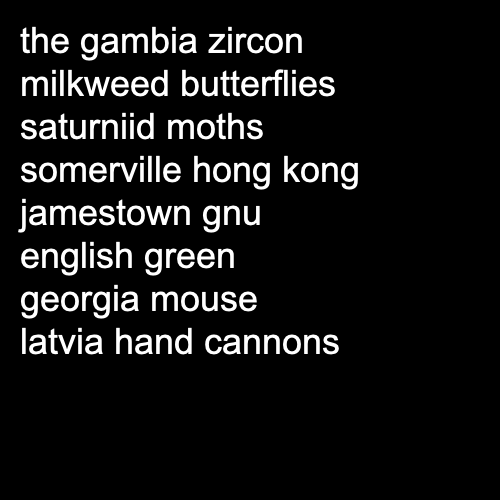 the gambia zircon
milkweed butterflies
saturniid moths
somerville hong kong
jamestown gnu
english green
georgia mouse
latvia hand cannons